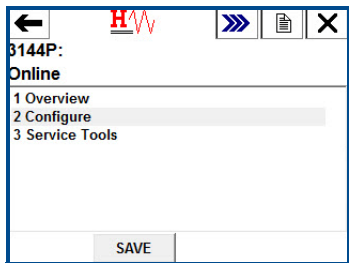 H
3144P:
Online
1 Overview
2 Configure
3 Service Tools
SAVE